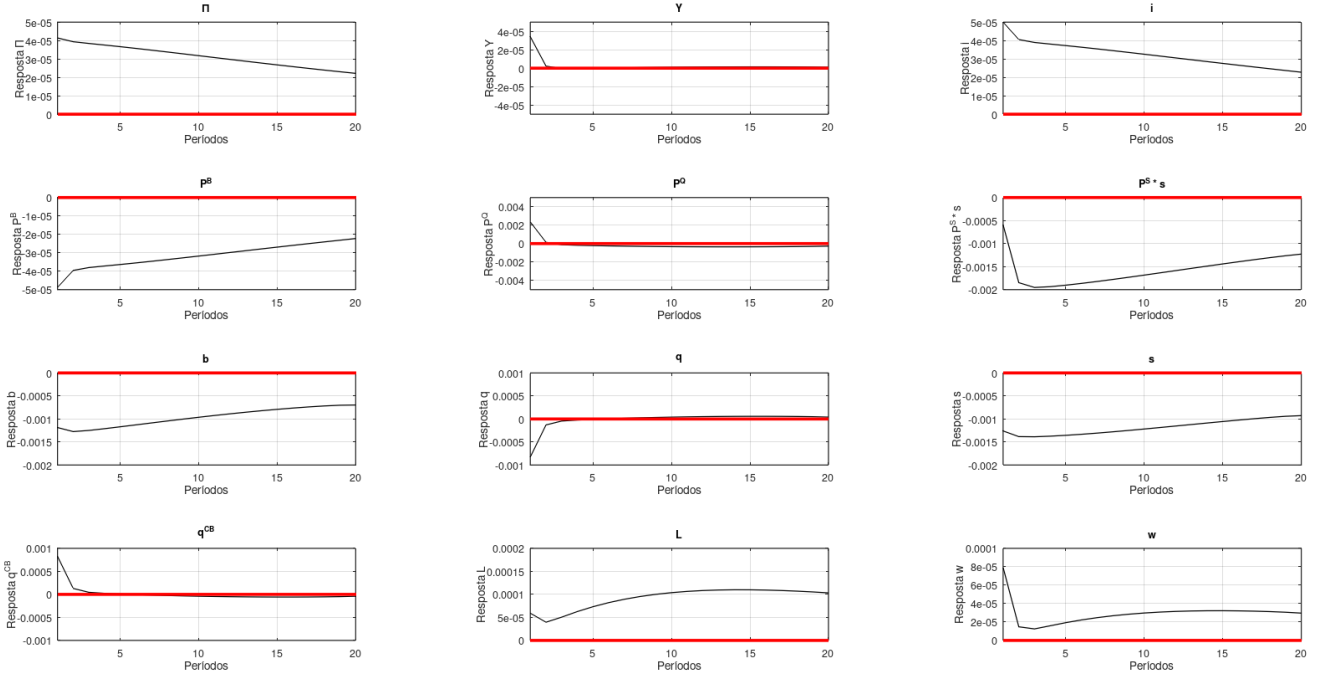 Π
5e-05
4e-05
3e-05
2e-05
1e-05
0
Resposta Π
5 10 15 20
Períodos
Y
4e-05
2e-05
0
-2e-05
-4e-05
Resposta Y
5 10 15 20
Períodos
i
5e-05
4e-05
3e-05
2e-05
1e-05
0
Resposta i
5 10 15 20
Períodos
P^B
0
-1e-05
-2e-05
-3e-05
-4e-05
-5e-05
Resposta P^B
5 10 15 20
Períodos
P^Q
0.004
0.002
0
-0.002
-0.004
Resposta P^Q
5 10 15 20
Períodos
P^S * s
0
-0.0005
-0.001
-0.0015
-0.002
Resposta P^S * s
5 10 15 20
Períodos
b
0
-0.0005
-0.001
-0.0015
-0.002
Resposta b
5 10 15 20
Períodos
q
0.001
0.0005
0
-0.0005
-0.001
Resposta q
5 10 15 20
Períodos
s
0
-0.0005
-0.001
-0.0015
-0.002
Resposta s
5 10 15 20
Períodos
q^CB
0.001
0.0005
0
-0.0005
-0.001
Resposta q^CB
5 10 15 20
Períodos
L
0.0002
0.00015
0.0001
5e-05
0
Resposta L
5 10 15 20
Períodos
w
0.0001
8e-05
6e-05
4e-05
2e-05
0
Resposta w
5 10 15 20
Períodos